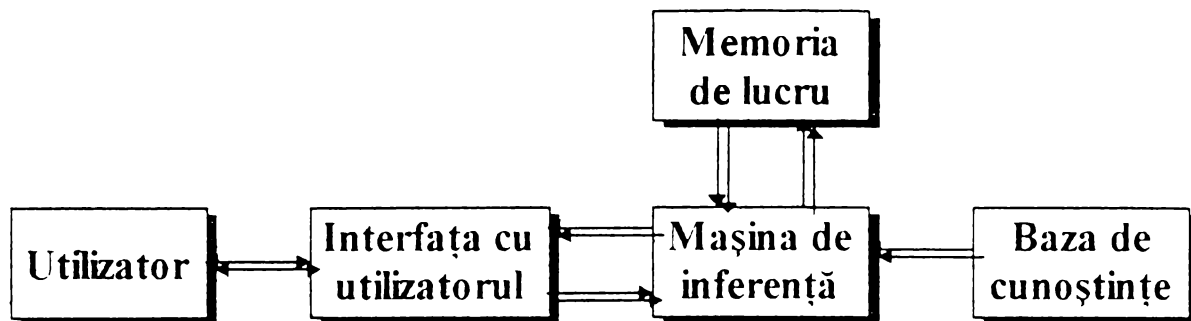 Memoria
de lucru
Utilizator
Interfața cu
utilizatorul
Mașina de
inferență
Baza de
cunoștințe